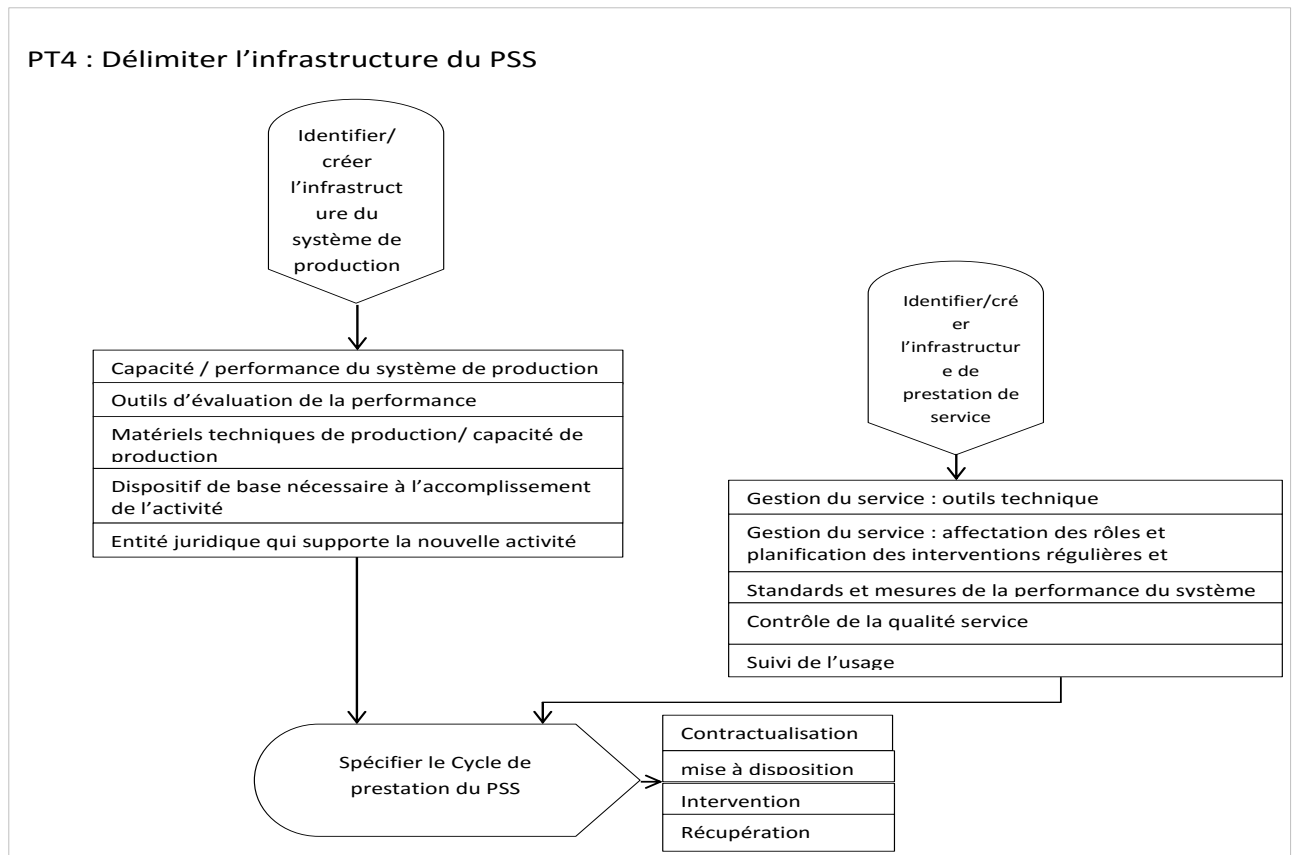 PT4 : Délimiter l’infrastructure du PSS
Identifier/
créer
l’infrastruct
ure du
système de
production
Capacité / performance du système de production
Outils d’évaluation de la performance
Matériels techniques de production/ capacité de
production
Dispositif de base nécessaire à l’accomplissement
de l’activité
Entité juridique qui supporte la nouvelle activité
Identifier/cré
er
l’infrastructur
e de
prestation de
service
Gestion du service : outils technique
Gestion du service : affectation des rôles et
planification des interventions régulières et
Standards et mesures de la performance du système
Contrôle de la qualité service
Suivi de l’usage
Spécifier le Cycle de
prestation du PSS
Contractualisation
mise à disposition
Intervention
Récupération